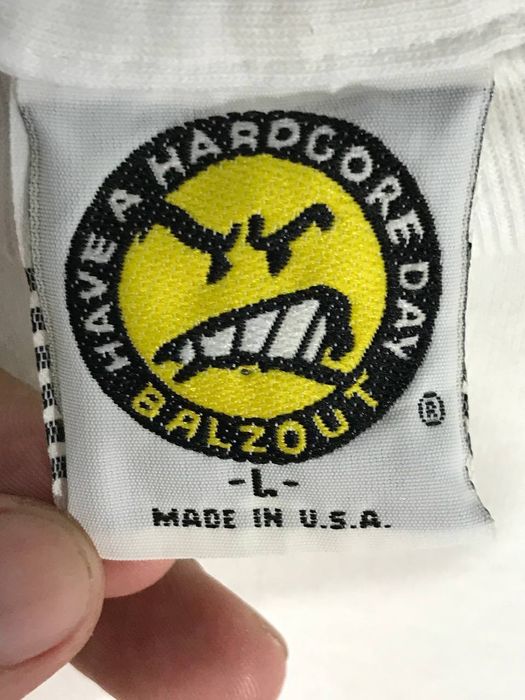 HAVE A HARDCORE DAY
BALZOUT
®
-L-
MADE IN U.S.A.